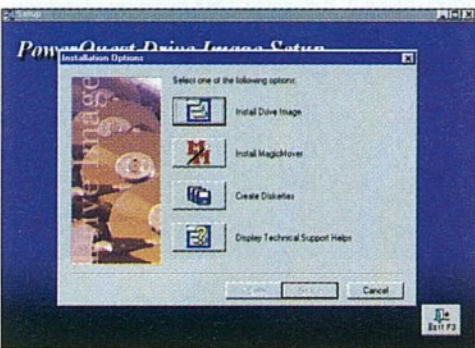 Setup
PowerQuest Drive Image Setup
Installation Options
Select one of the following options:
Install Drive Image
Install MagicMover
Create Diskettes
Display Technical Support Helps
Cancel
Exit F3